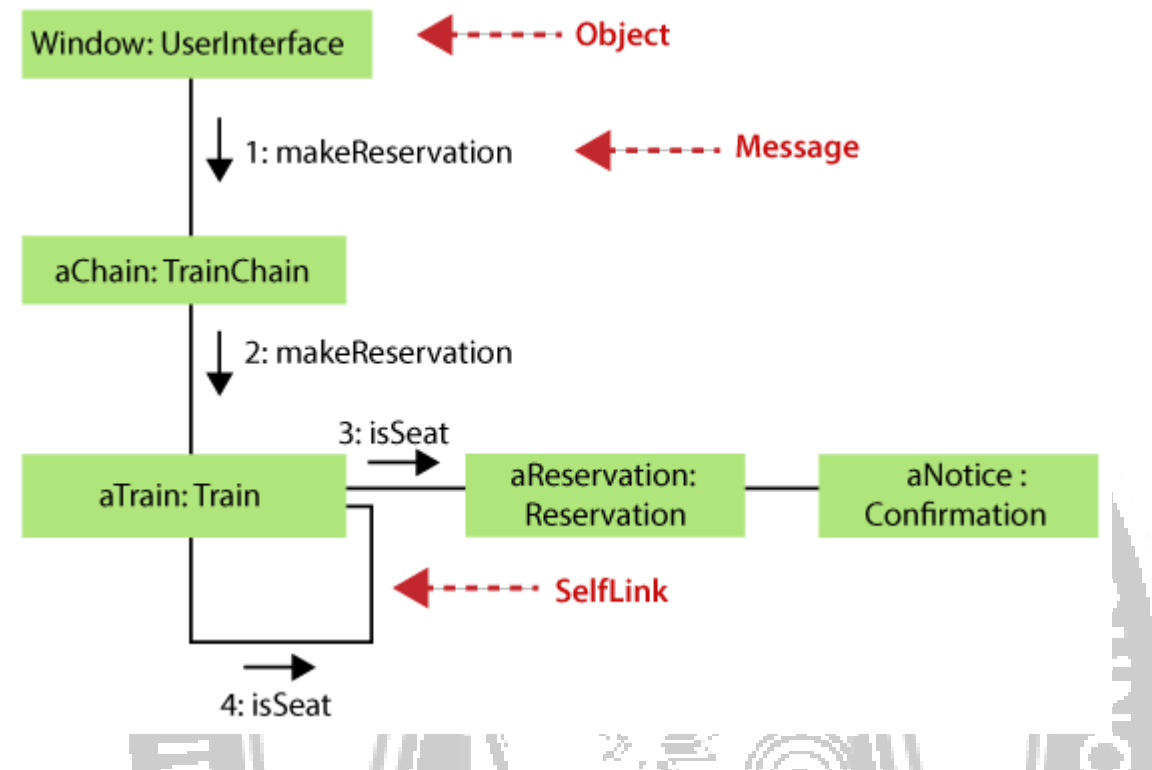 Window: UserInterface
Object
1: makeReservation
Message
aChain: TrainChain
2: makeReservation
3: isSeat
aTrain: Train
aReservation:
Reservation
aNotice :
Confirmation
SelfLink
4: isSeat